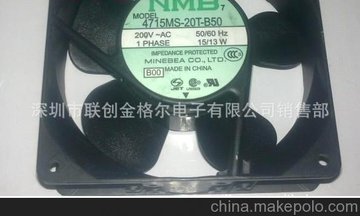 NMB 7
MODEL 4715MS-20T-B50
200V ~AC 50/60 Hz
1 PHASE 15/13 W
IMPEDANCE PROTECTED
MINEBEA CO., LTD.
B00 MADE IN CHINA
深圳市联创金格尔电子有限公司销售部
china.makepolo.com